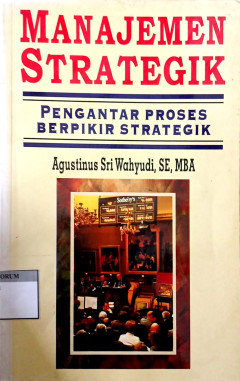 MANAJEMEN
STRATEGIK
PENGANTAR PROSES
BERPIKIR STRATEGIK
Agustinus Sri Wahyudi, SE, MBA
Sotheby's